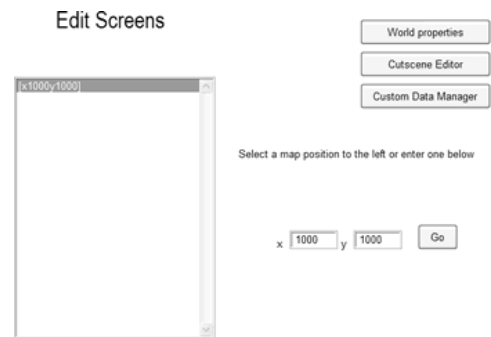 Edit Screens
World properties
Cutscene Editor
Custom Data Manager
[x1000y1000]
Select a map position to the left or enter one below
x 1000 y 1000 Go